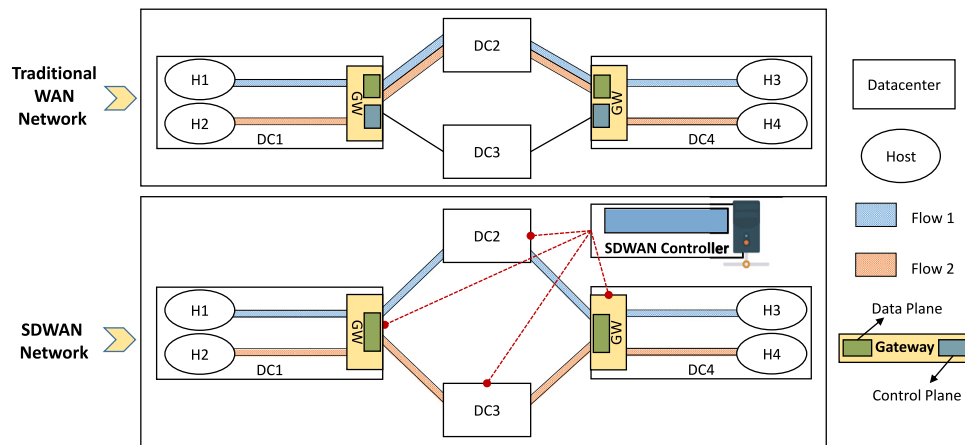 Traditional
WAN
Network
H1
H2
DC1
GW
DC2
DC3
GW
H3
H4
DC4
Datacenter
Host
Flow 1
Flow 2
Data Plane
Gateway
Control Plane
SDWAN
Network
H1
H2
DC1
GW
DC2
DC3
SDWAN Controller
GW
H3
H4
DC4